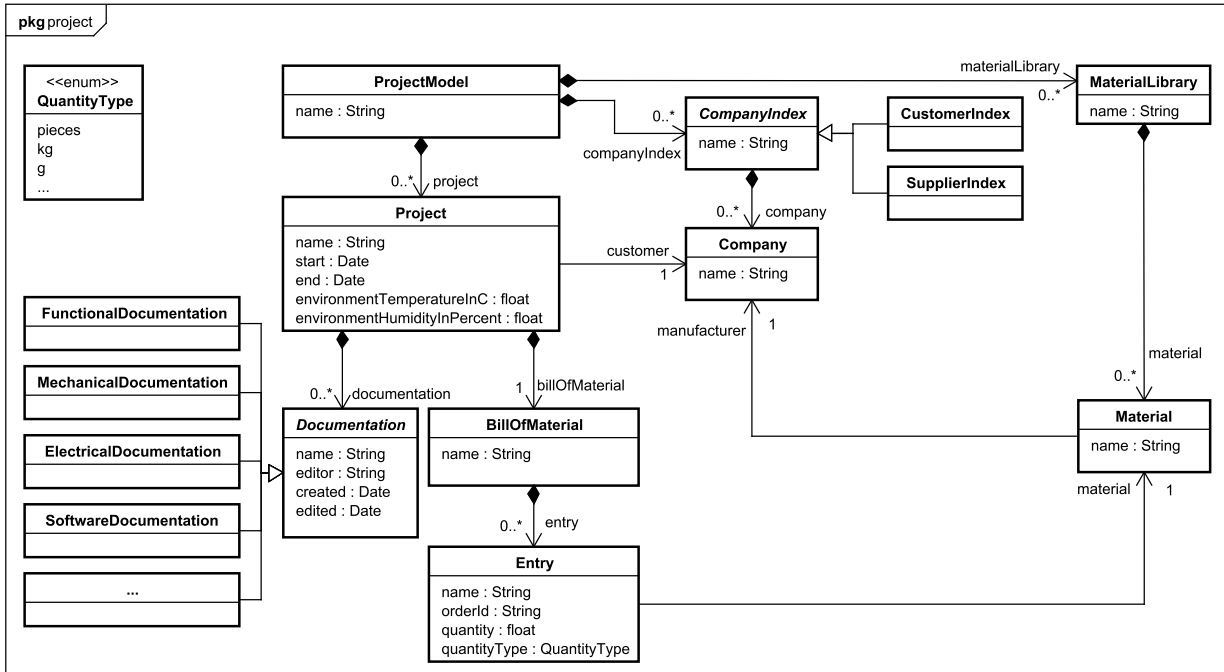 pkg project
<<enum>>
QuantityType
pieces
kg
g
...
ProjectModel
name : String
materialLibrary
0..*
MaterialLibrary
name : String
0..*
companyIndex
CompanyIndex
name : String
CustomerIndex
SupplierIndex
0..*
project
0..*
company
Project
name : String
start : Date
end : Date
environmentTemperatureInC : float
environmentHumidityInPercent : float
customer
1
Company
name : String
manufacturer
1
FunctionalDocumentation
MechanicalDocumentation
ElectricalDocumentation
SoftwareDocumentation
...
0..*
documentation
1
billOfMaterial
material
0..*
Documentation
name : String
editor : String
created : Date
edited : Date
BillOfMaterial
name : String
Material
name : String
material
1
0..*
entry
Entry
name : String
orderId : String
quantity : float
quantityType : QuantityType